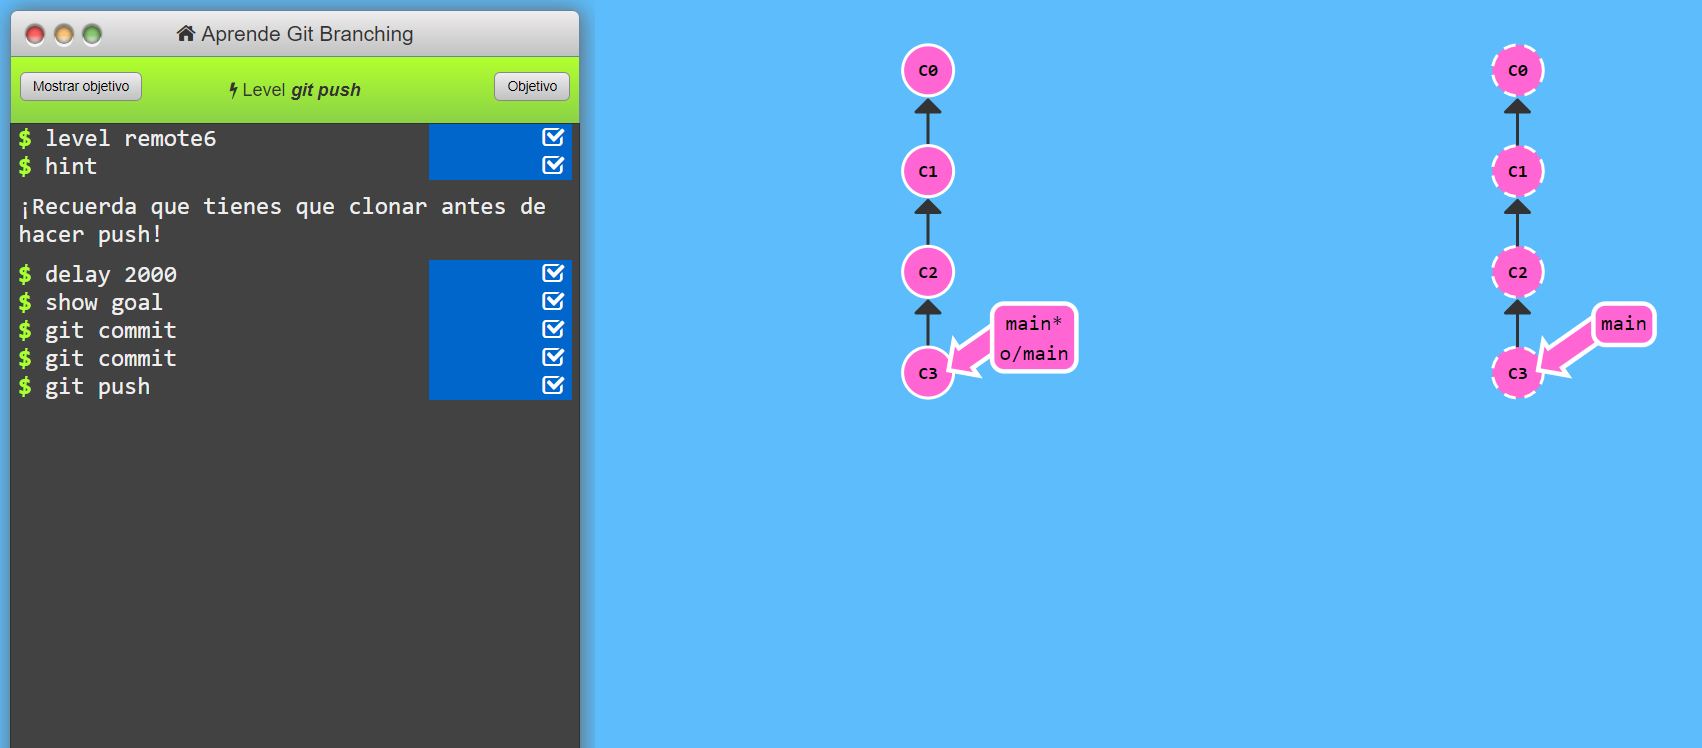 Aprende Git Branching
Mostrar objetivo
Level git push
Objetivo
$ level remote6
$ hint
¡Recuerda que tienes que clonar antes de
hacer push!
$ delay 2000
$ show goal
$ git commit
$ git commit
$ git push
C0
C1
C2
main*
o/main
C3
C0
C1
C2
main
C3